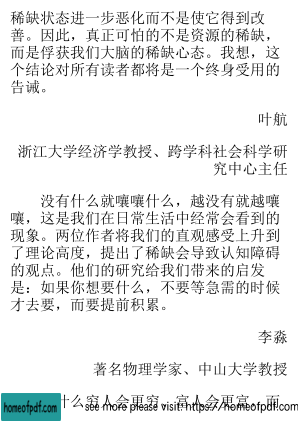 稀缺状态进一步恶化而不是使它得到改
善。因此，真正可怕的不是资源的稀缺，
而是俘获我们大脑的稀缺心态。我想，这
个结论对所有读者都将是一个终身受用的
告诫。
叶航
浙江大学经济学教授、跨学科社会科学研
究中心主任
没有什么就嚷嚷什么，越没有就越嚷
嚷，这是我们在日常生活中经常会看到的
现象。两位作者将我们的直观感受上升到
了理论高度，提出了稀缺会导致认知障碍
的观点。他们的研究给我们带来的启发
是：如果你想要什么，不要等急需的时候
才去要，而要提前积累。
李淼
著名物理学家、中山大学教授
什么穷人会更穷，富人会更富，而
homeofpdf.com see more please visit: https://homeofpdf.com